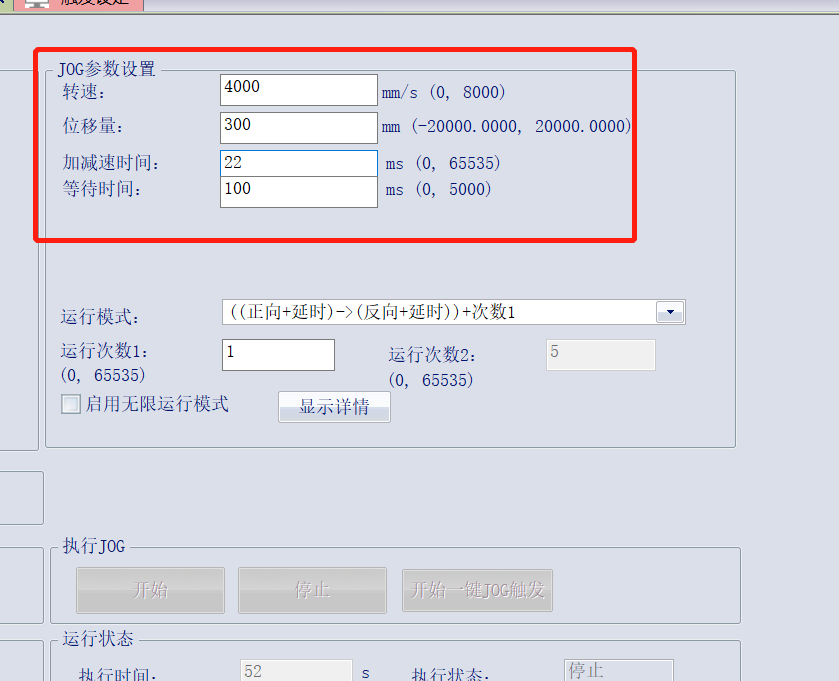 触发设定
JOG参数设置
转速: 4000 mm/s (0, 8000)
位移量: 300 mm (-20000.0000, 20000.0000)
加减速时间: 22 ms (0, 65535)
等待时间: 100 ms (0, 5000)
运行模式: ((正向+延时)->(反向+延时))+次数1
运行次数1: 1 运行次数2: 5
(0, 65535) (0, 65535)
启用无限运行模式 显示详情
执行JOG
开始 停止 开始一键JOG触发
运行状态
执行时间: 52 s 执行状态: 停止